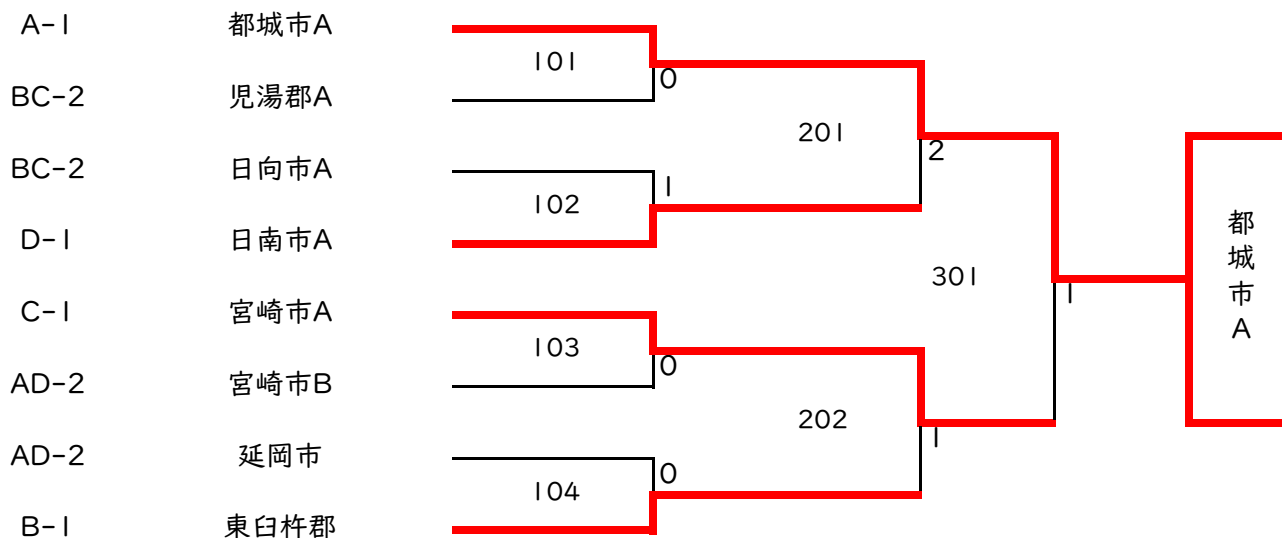 A-1 都城市A
101
0
BC-2 児湯郡A
201
2
BC-2 日向市A
1
102
D-1 日南市A
301
1
都城市A
C-1 宮崎市A
103
0
AD-2 宮崎市B
202
1
AD-2 延岡市
0
104
B-1 東臼杵郡